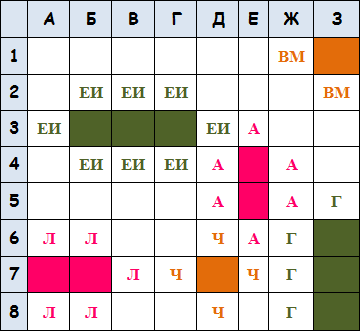 А Б В Г Д Е Ж З
1 ВМ
2 ЕИ ЕИ ЕИ ВМ
3 ЕИ ЕИ А
4 ЕИ ЕИ ЕИ А А
5 А А Г
6 Л Л Ч А Г
7 Л Ч Ч Г
8 Л Л Ч Г